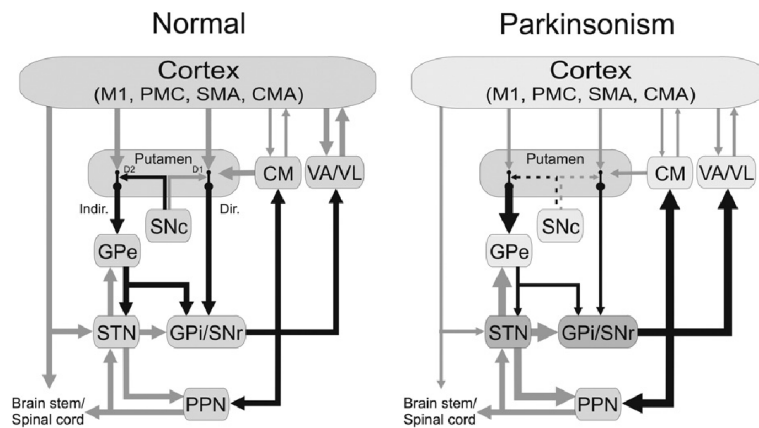 Normal
Cortex
(M1, PMC, SMA, CMA)
Putamen
D2
D1
CM
VA/VL
Indir.
SNc
Dir.
GPe
STN
GPi/SNr
Brain stem/
Spinal cord
PPN
Parkinsonism
Cortex
(M1, PMC, SMA, CMA)
Putamen
CM
VA/VL
SNc
GPe
STN
GPi/SNr
Brain stem/
Spinal cord
PPN